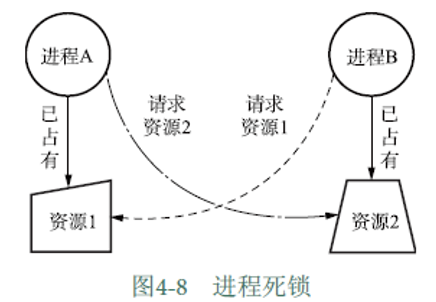 进程A
进程B
已占有
请求
资源2
请求
资源1
已占有
资源1
资源2
图4-8 进程死锁